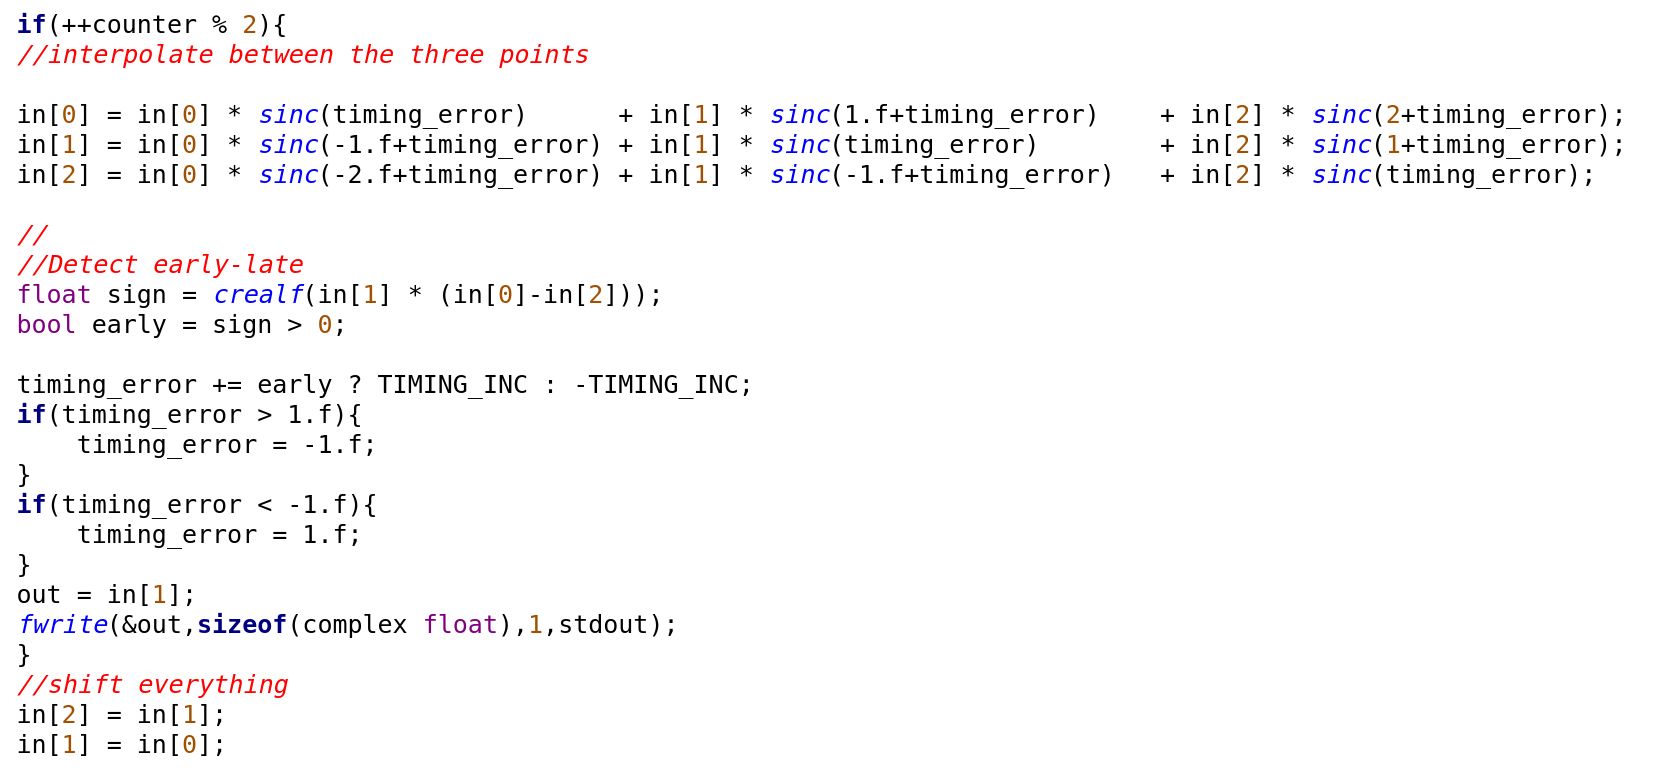 if(++counter % 2){
//interpolate between the three points
in[0] = in[0] * sinc(timing_error)      + in[1] * sinc(1.f+timing_error)    + in[2] * sinc(2+timing_error);
in[1] = in[0] * sinc(-1.f+timing_error) + in[1] * sinc(timing_error)        + in[2] * sinc(1+timing_error);
in[2] = in[0] * sinc(-2.f+timing_error) + in[1] * sinc(-1.f+timing_error)   + in[2] * sinc(timing_error);
//
//Detect early-late
float sign = crealf(in[1] * (in[0]-in[2]));
bool early = sign > 0;
timing_error += early ? TIMING_INC : -TIMING_INC;
if(timing_error > 1.f){
    timing_error = -1.f;
}
if(timing_error < -1.f){
    timing_error = 1.f;
}
out = in[1];
fwrite(&out,sizeof(complex float),1,stdout);
}
//shift everything
in[2] = in[1];
in[1] = in[0];